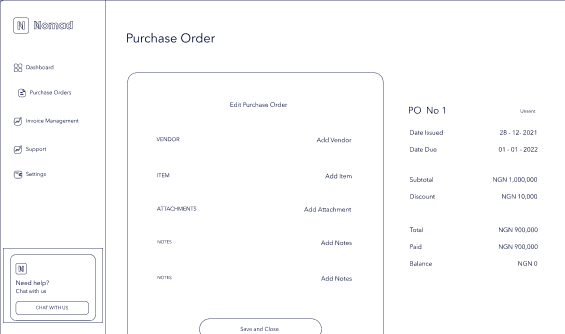 N Nomad
Dashboard
Purchase Orders
Invoice Management
Support
Settings
N
Need help?
Chat with us
CHAT WITH US
Purchase Order
Edit Purchase Order
VENDOR Add Vendor
ITEM Add item
ATTACHMENTS Add Attachment
NOTES Add Notes
NOTES Add Notes
Save and Close
PO No 1 Unsent
Date Issued 28 - 12- 2021
Date Due 01 - 01 - 2022
Subtotal NGN 1,000,000
Discount NGN 10,000
Total NGN 900,000
Paid NGN 900,000
Balance NGN 0